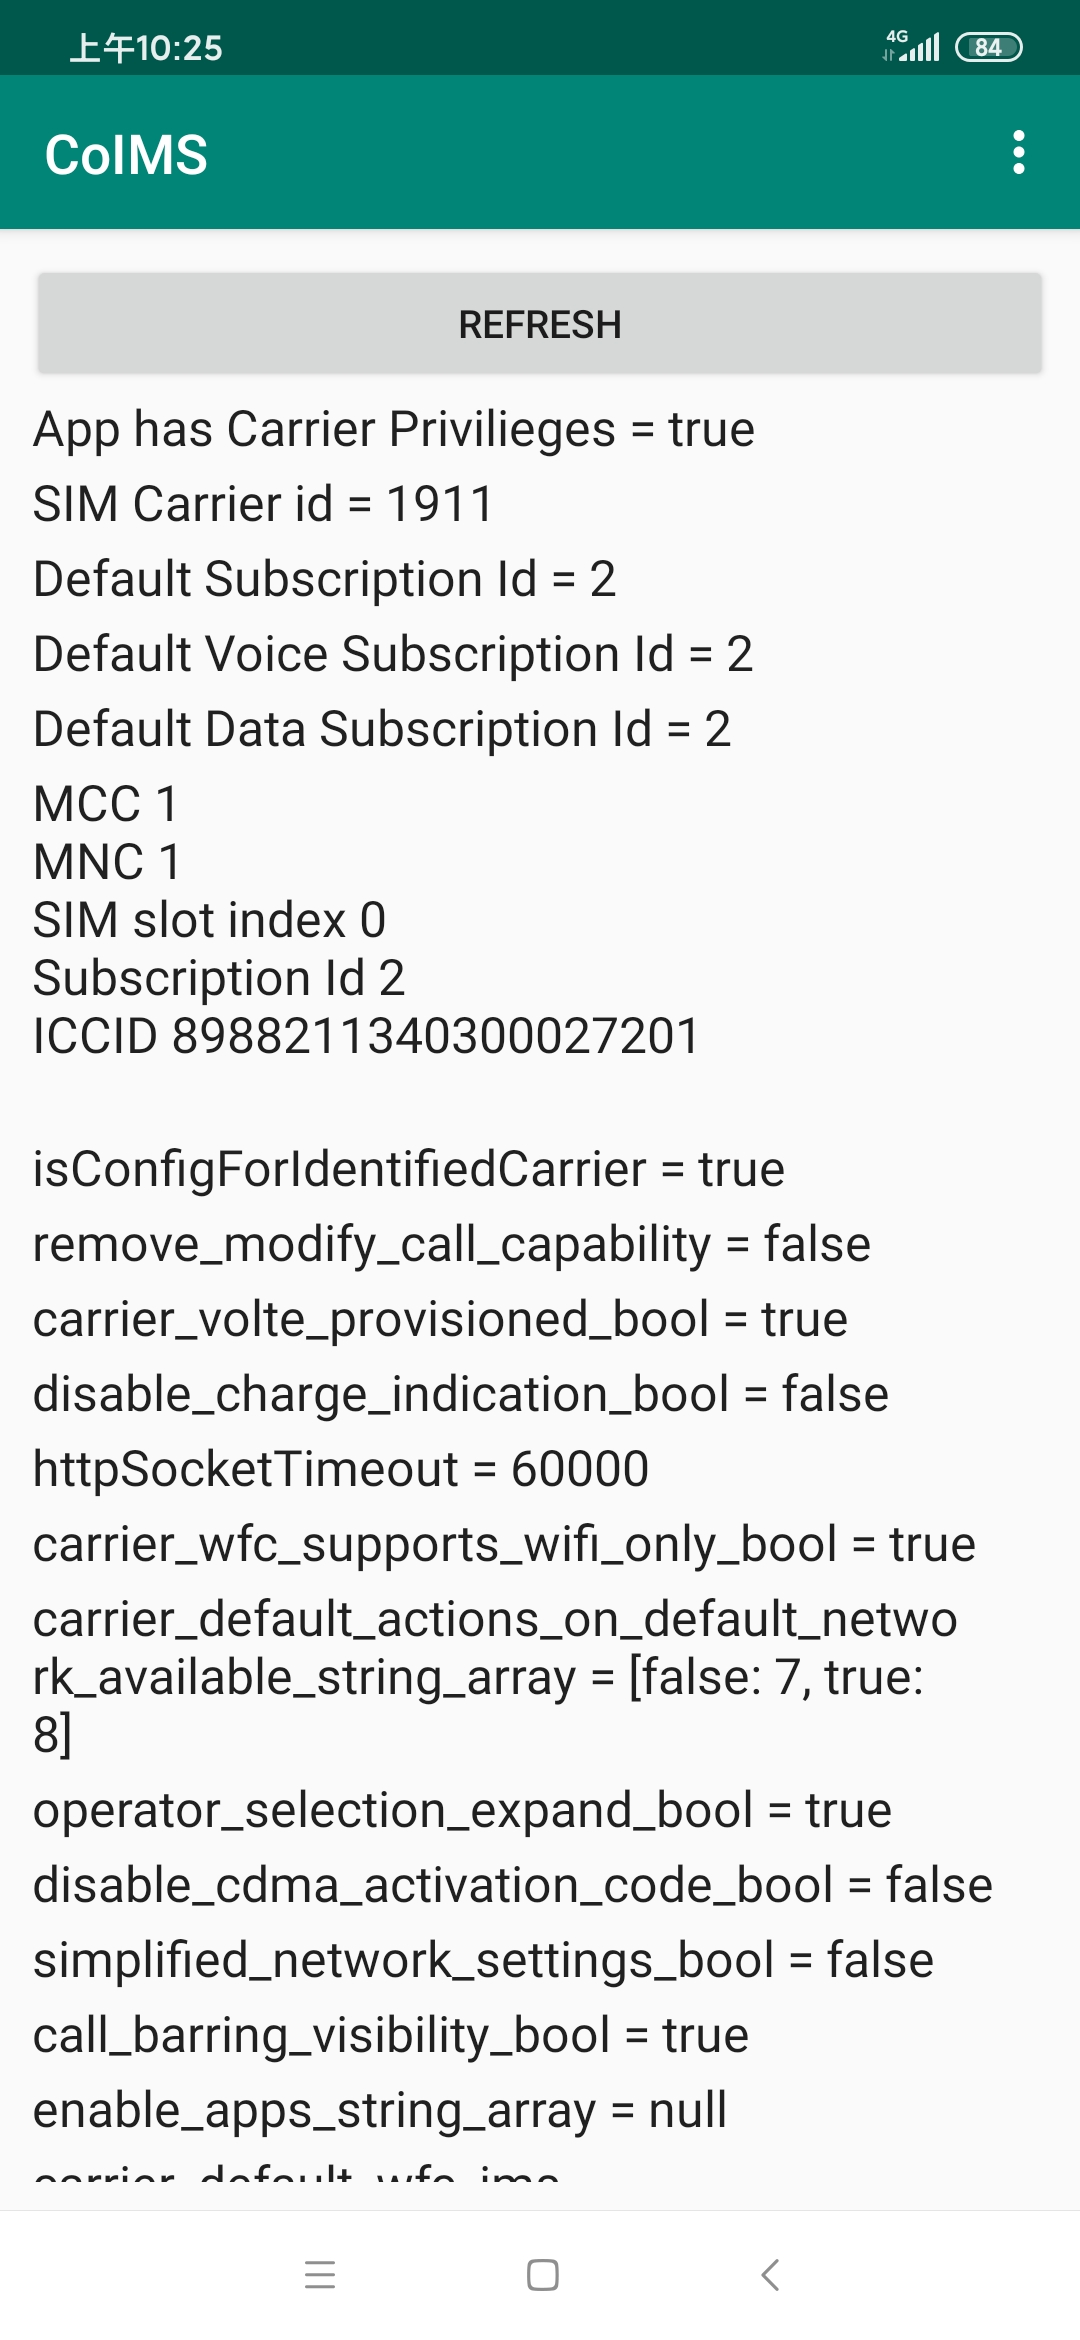 上午10:25
4G
84
CoIMS
REFRESH
App has Carrier Privilieges = true
SIM Carrier id = 1911
Default Subscription Id = 2
Default Voice Subscription Id = 2
Default Data Subscription Id = 2
MCC 1
MNC 1
SIM slot index 0
Subscription Id 2
ICCID 8988211340300027201
isConfigForIdentifiedCarrier = true
remove_modify_call_capability = false
carrier_volte_provisioned_bool = true
disable_charge_indication_bool = false
httpSocketTimeout = 60000
carrier_wfc_supports_wifi_only_bool = true
carrier_default_actions_on_default_netwo
rk_available_string_array = [false: 7, true:
8]
operator_selection_expand_bool = true
disable_cdma_activation_code_bool = false
simplified_network_settings_bool = false
call_barring_visibility_bool = true
enable_apps_string_array = null
carrier_default_wfc_ims